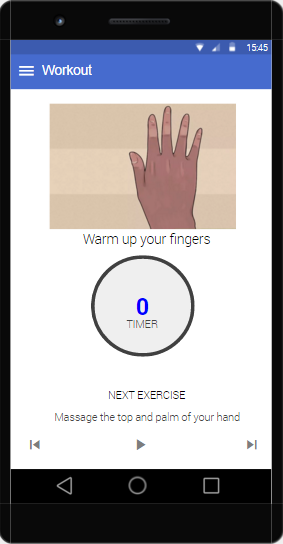 15:45
Workout
Warm up your fingers
0
TIMER
NEXT EXERCISE
Massage the top and palm of your hand